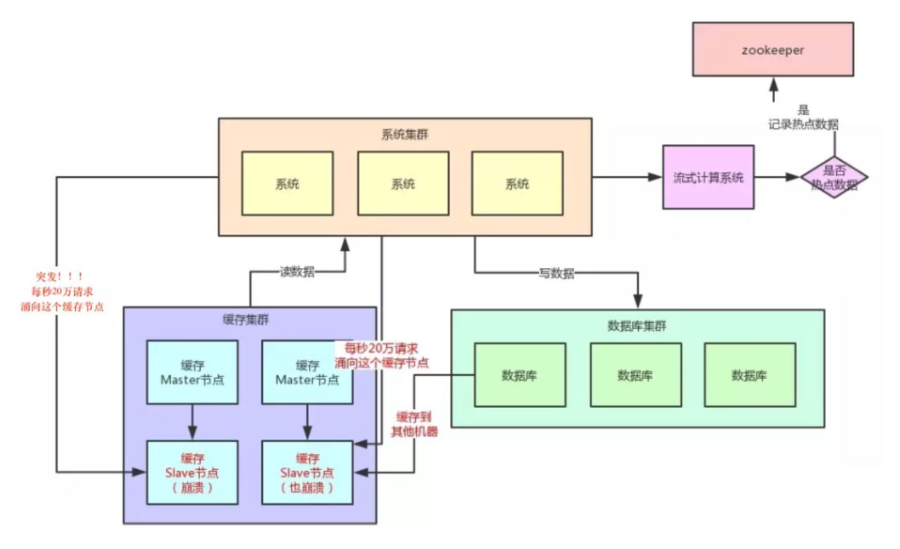 zookeeper
是
记录热点数据
系统集群
系统
系统
系统
流式计算系统
是否
热点数据
突发！！！
每秒20万请求
涌向这个缓存节点
读数据
写数据
缓存集群
缓存
Master节点
缓存
Master节点
每秒20万请求
涌向这个缓存节点
数据库集群
数据库
数据库
数据库
缓存到
其他机器
缓存
Slave节点
（崩溃）
缓存
Slave节点
（也崩溃）